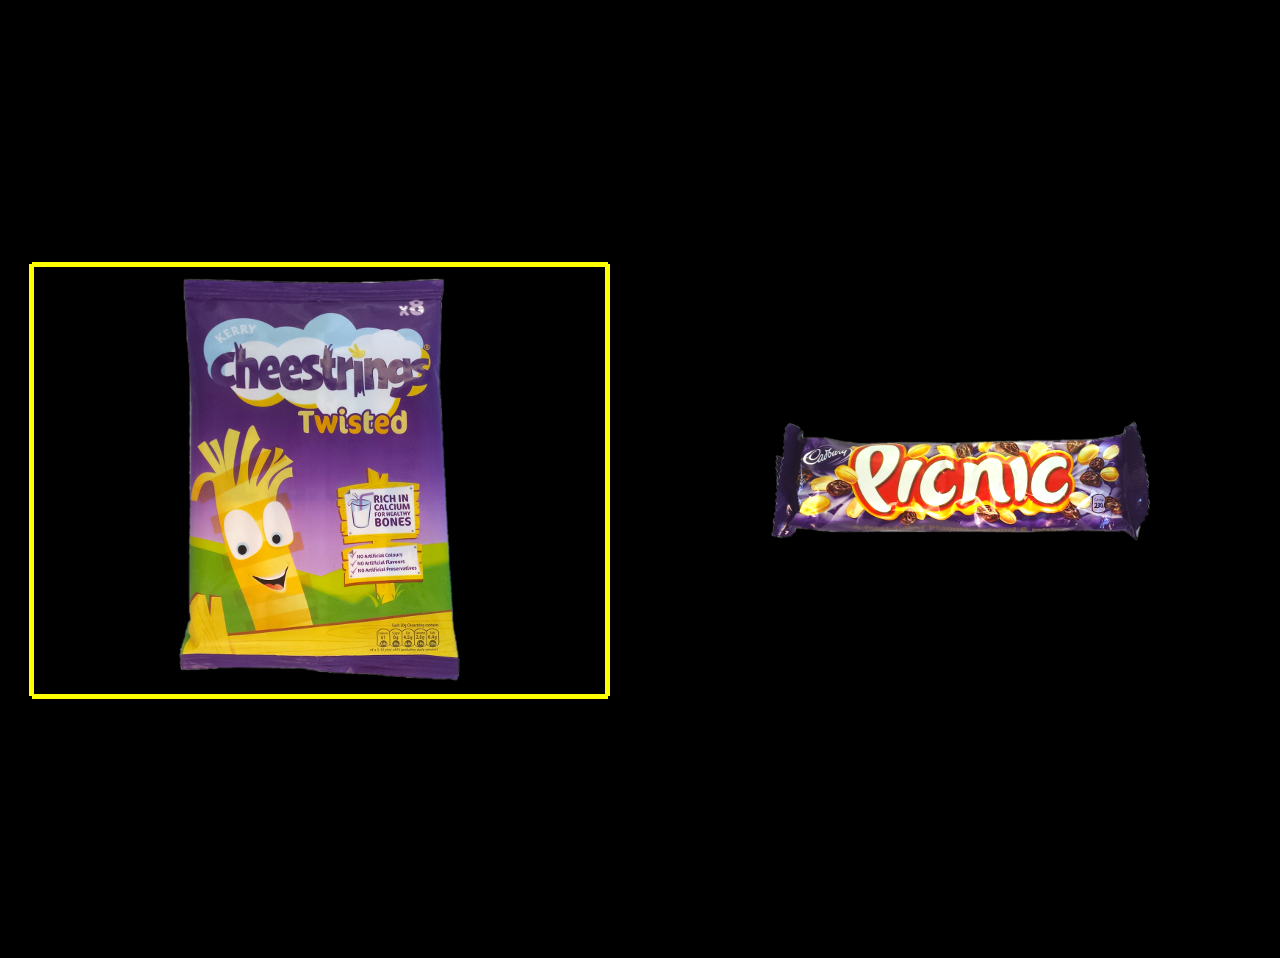 x8
KERRY
cheestrings®
Twisted
RICH IN
CALCIUM
FOR HEALTHY
BONES
NO Artificial Colours
NO Artificial Flavours
NO Artificial Preservatives
Cadbury
Picnic